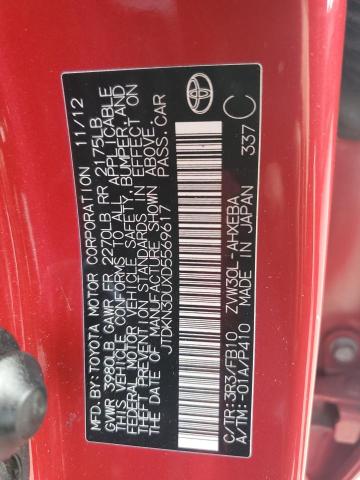 MFD.BY: TOYOTA MOTOR CORPORATION 11/12
GVWR 3980LB GAWR FR 2270LB RR 2175LB
THIS VEHICLE CONFORMS TO ALL APPLICABLE
FEDERAL MOTOR VEHICLE SAFETY, BUMPER, AND
THEFT PREVENTION STANDARDS IN EFFECT ON
THE DATE OF MANUFACTURE SHOWN ABOVE.
JTDKN3DUXD5569617 PASS.CAR
C/TR:3R3/FB10 ZVW30L-AHXEBA
A/TM:-01A/P410 MADE IN JAPAN
337 C
TOYOTA